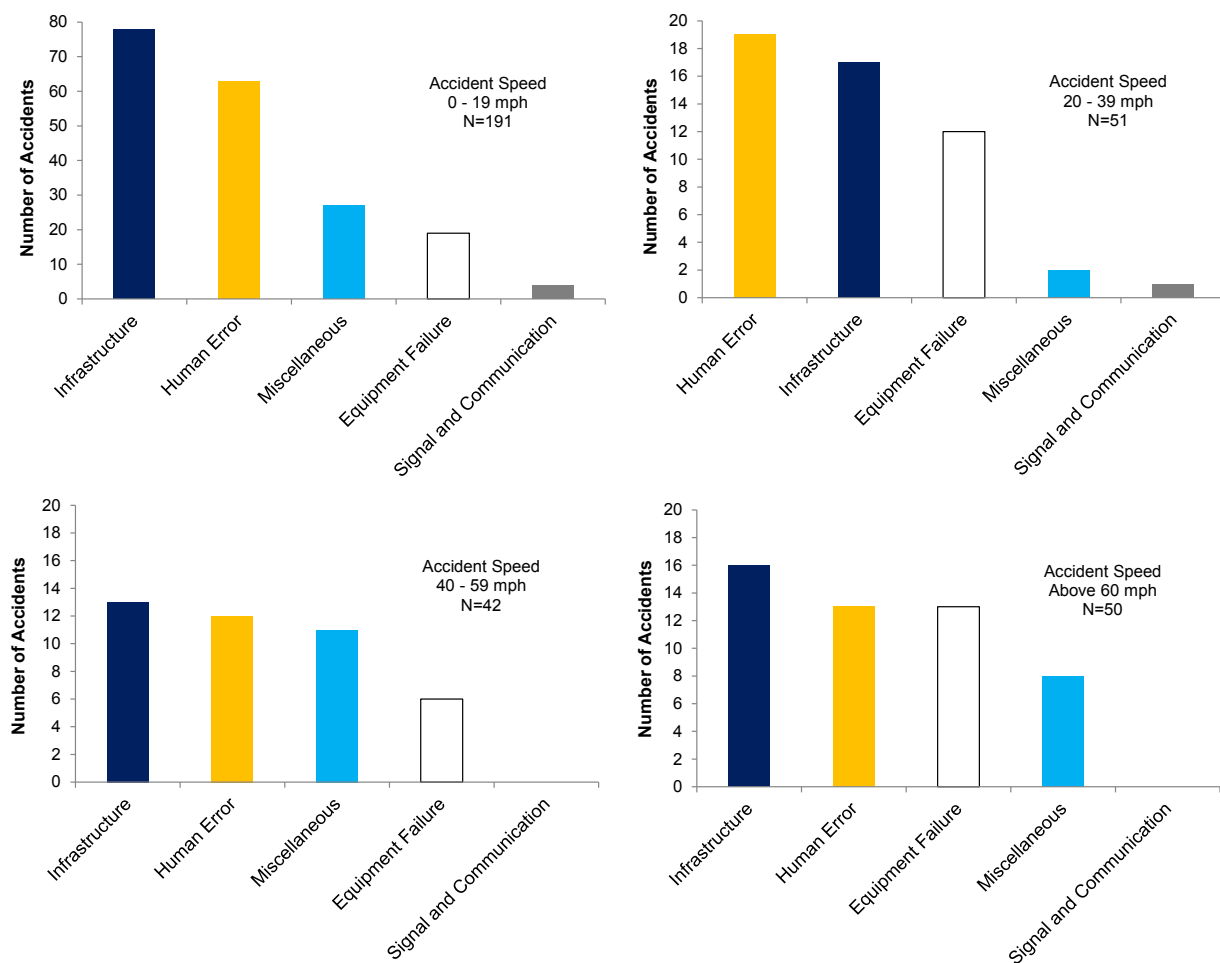 Number of Accidents
80
70
60
50
40
30
20
10
0
Accident Speed
0 - 19 mph
N=191
Infrastructure
Human Error
Miscellaneous
Equipment Failure
Signal and Communication
Number of Accidents
20
18
16
14
12
10
8
6
4
2
0
Accident Speed
20 - 39 mph
N=51
Human Error
Infrastructure
Equipment Failure
Miscellaneous
Signal and Communication
Number of Accidents
20
18
16
14
12
10
8
6
4
2
0
Accident Speed
40 - 59 mph
N=42
Infrastructure
Human Error
Miscellaneous
Equipment Failure
Signal and Communication
Number of Accidents
20
18
16
14
12
10
8
6
4
2
0
Accident Speed
Above 60 mph
N=50
Infrastructure
Human Error
Equipment Failure
Miscellaneous
Signal and Communication